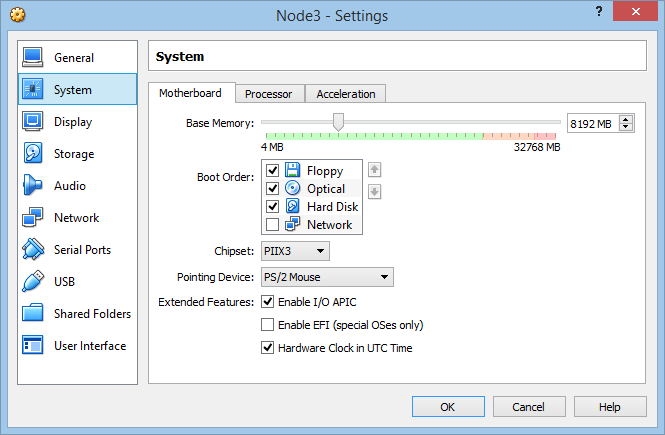 Node3 - Settings
?
General
System
Display
Storage
Audio
Network
Serial Ports
USB
Shared Folders
User Interface
System
Motherboard Processor Acceleration
Base Memory: 8192 MB
4 MB 32768 MB
Boot Order: Floppy
Optical
Hard Disk
Network
Chipset: PIIX3
Pointing Device: PS/2 Mouse
Extended Features: Enable I/O APIC
Enable EFI (special OSes only)
Hardware Clock in UTC Time
OK Cancel Help